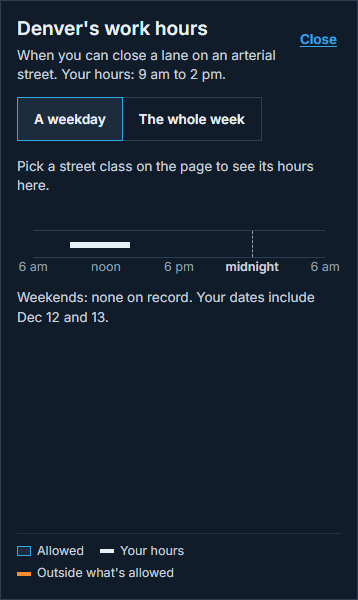 Denver's work hours
Close
When you can close a lane on an arterial
street. Your hours: 9 am to 2 pm.
A weekday
The whole week
Pick a street class on the page to see its hours
here.
6 am noon 6 pm midnight 6 am
Weekends: none on record. Your dates include
Dec 12 and 13.
Allowed Your hours
Outside what's allowed